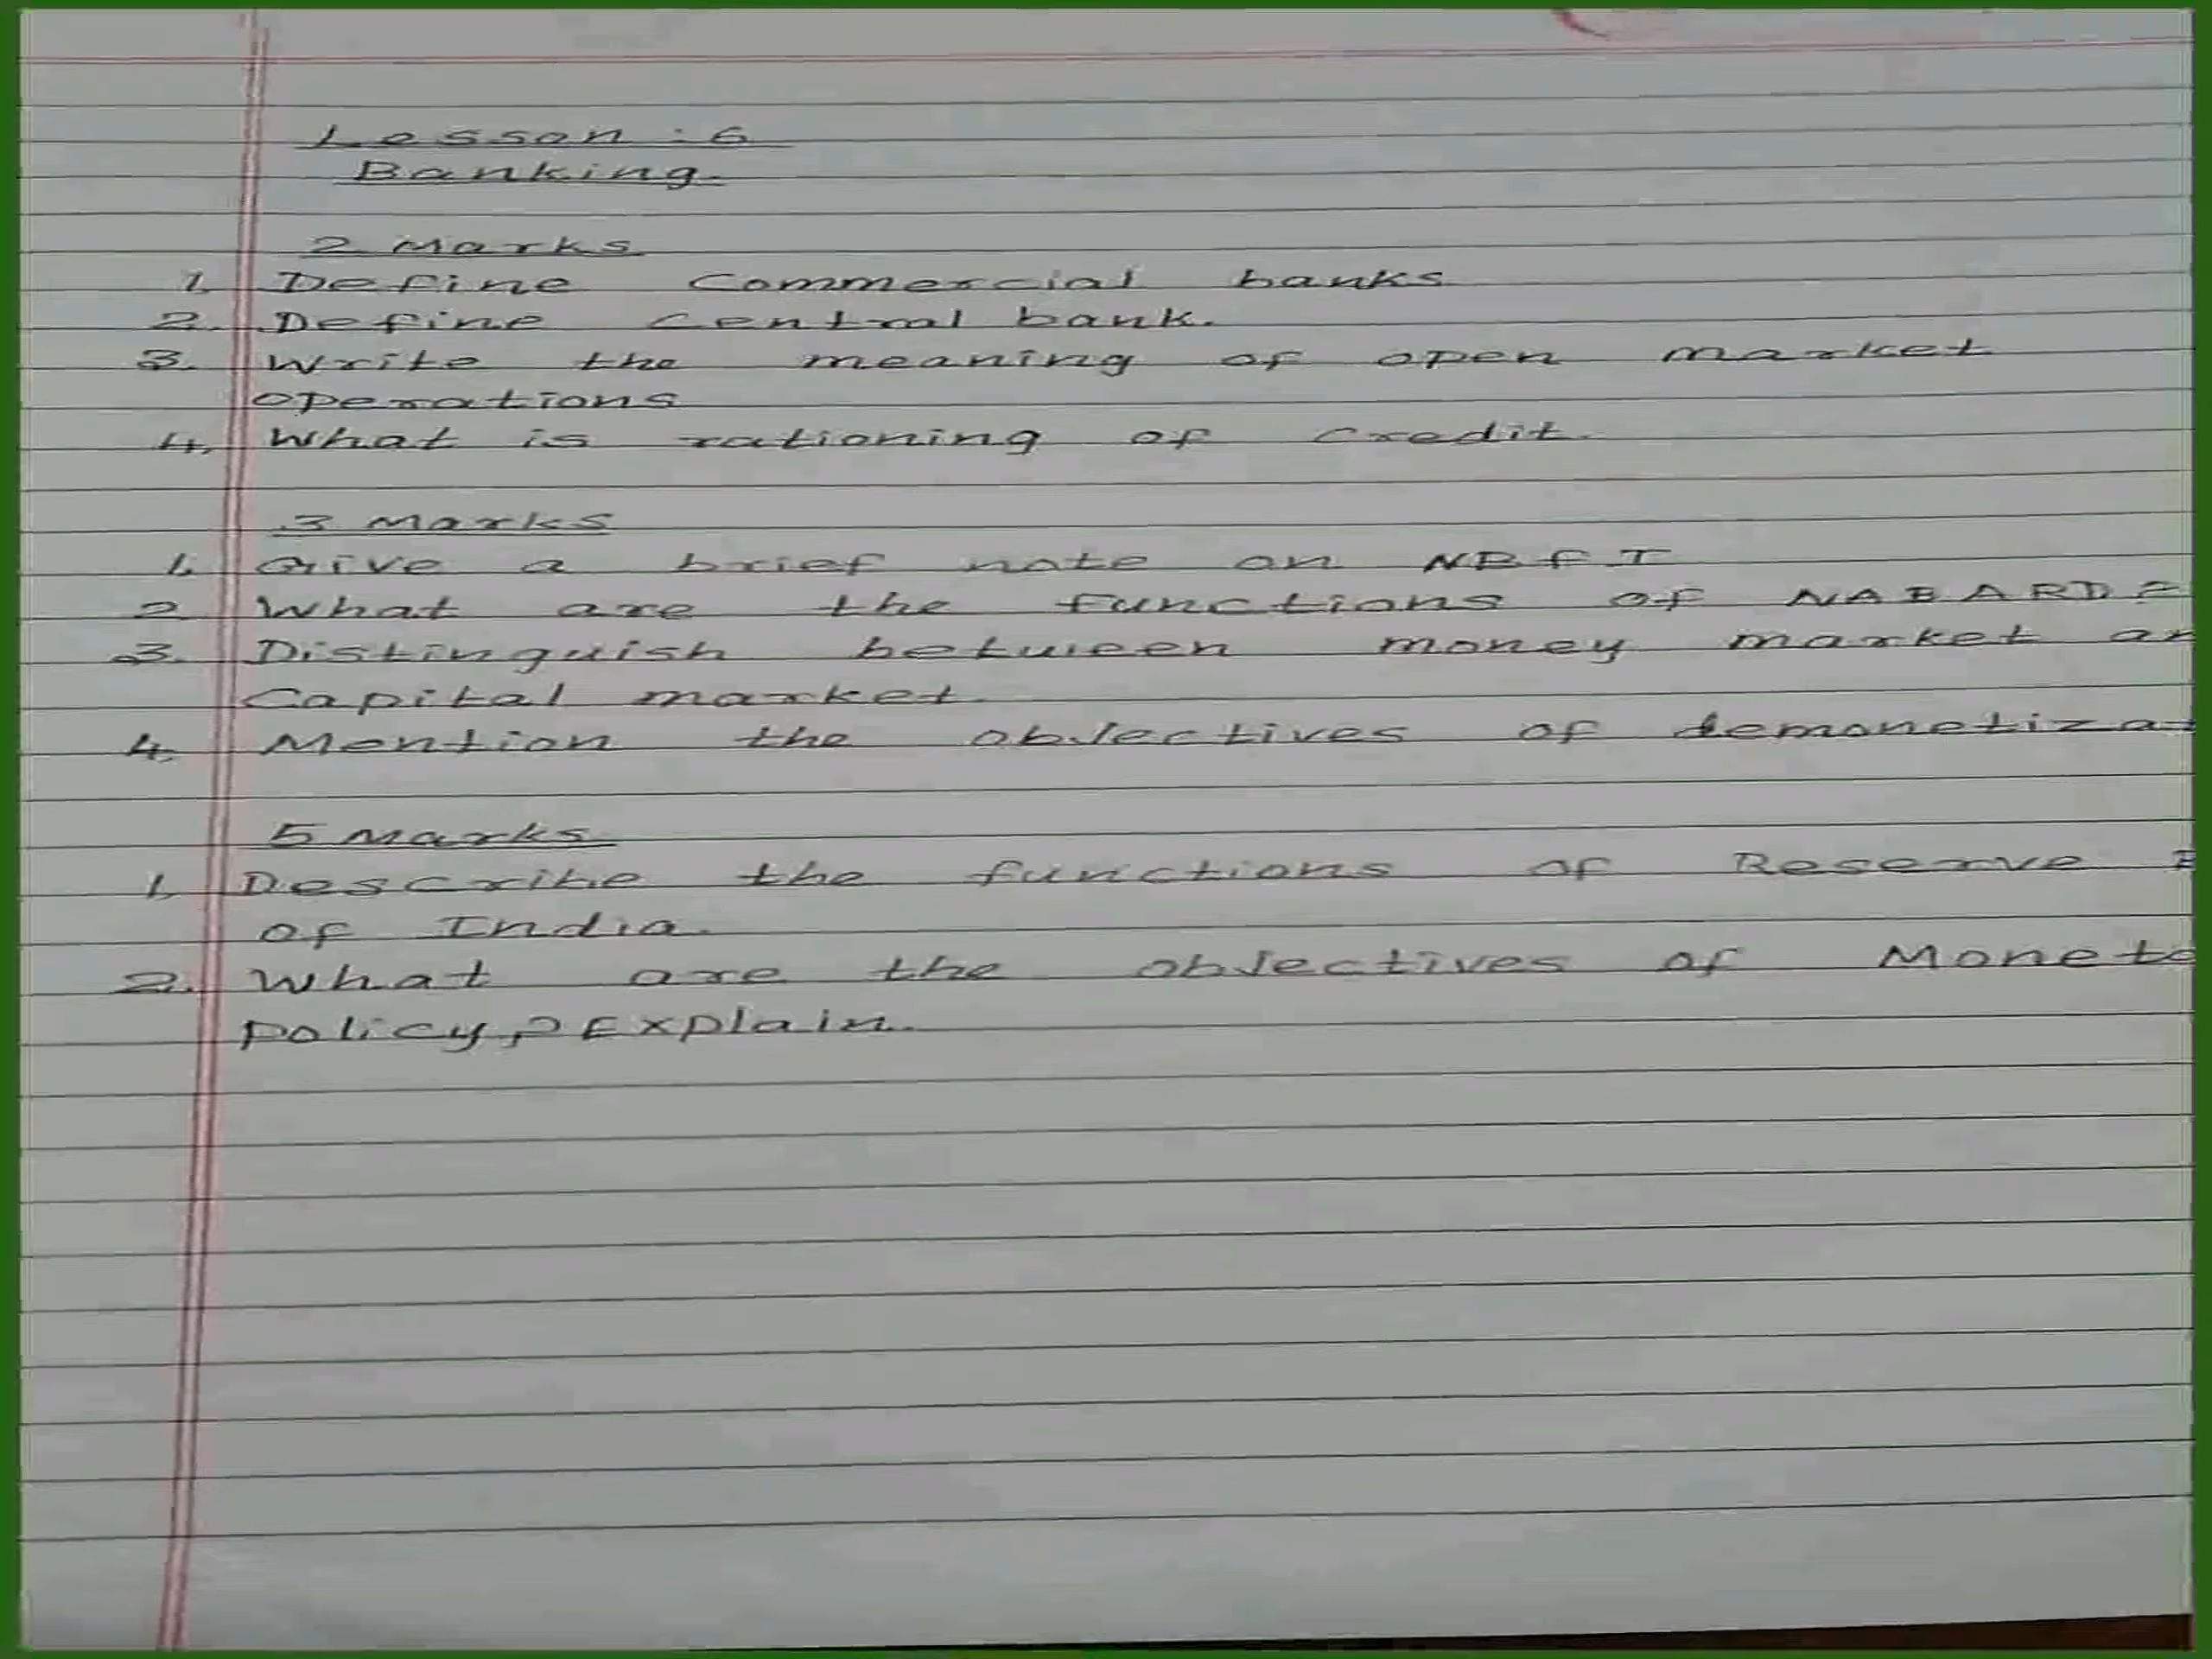 Lesson : 6
Banking.
2 Marks
1. Define Commercial banks
2. Define central bank.
3. Write the meaning of open market
operations
4. What is rationing of credit.
3 Marks
1. Give a brief note on NBFI
2. What are the functions of NABARD?
3. Distinguish between money market an
Capital market.
4. Mention the objectives of demonetiza
5 Marks
1. Describe the functions of Reserve B
of India.
2. What are the objectives of Moneta
policy,? Explain.